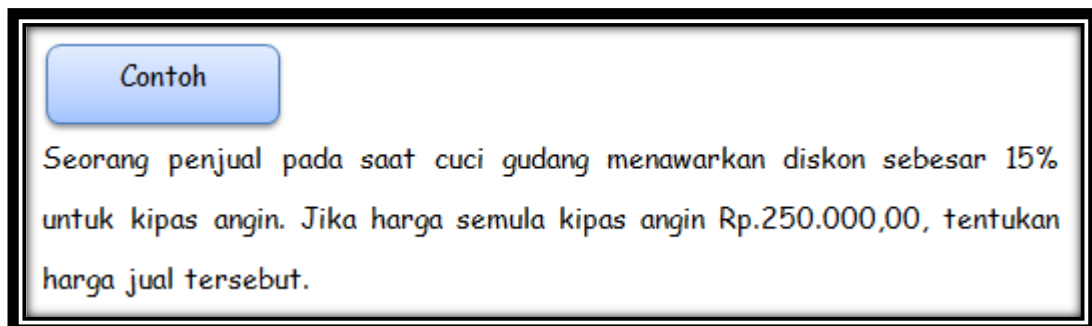 Contoh
Seorang penjual pada saat cuci gudang menawarkan diskon sebesar 15%
untuk kipas angin. Jika harga semula kipas angin Rp.250.000,00, tentukan
harga jual tersebut.